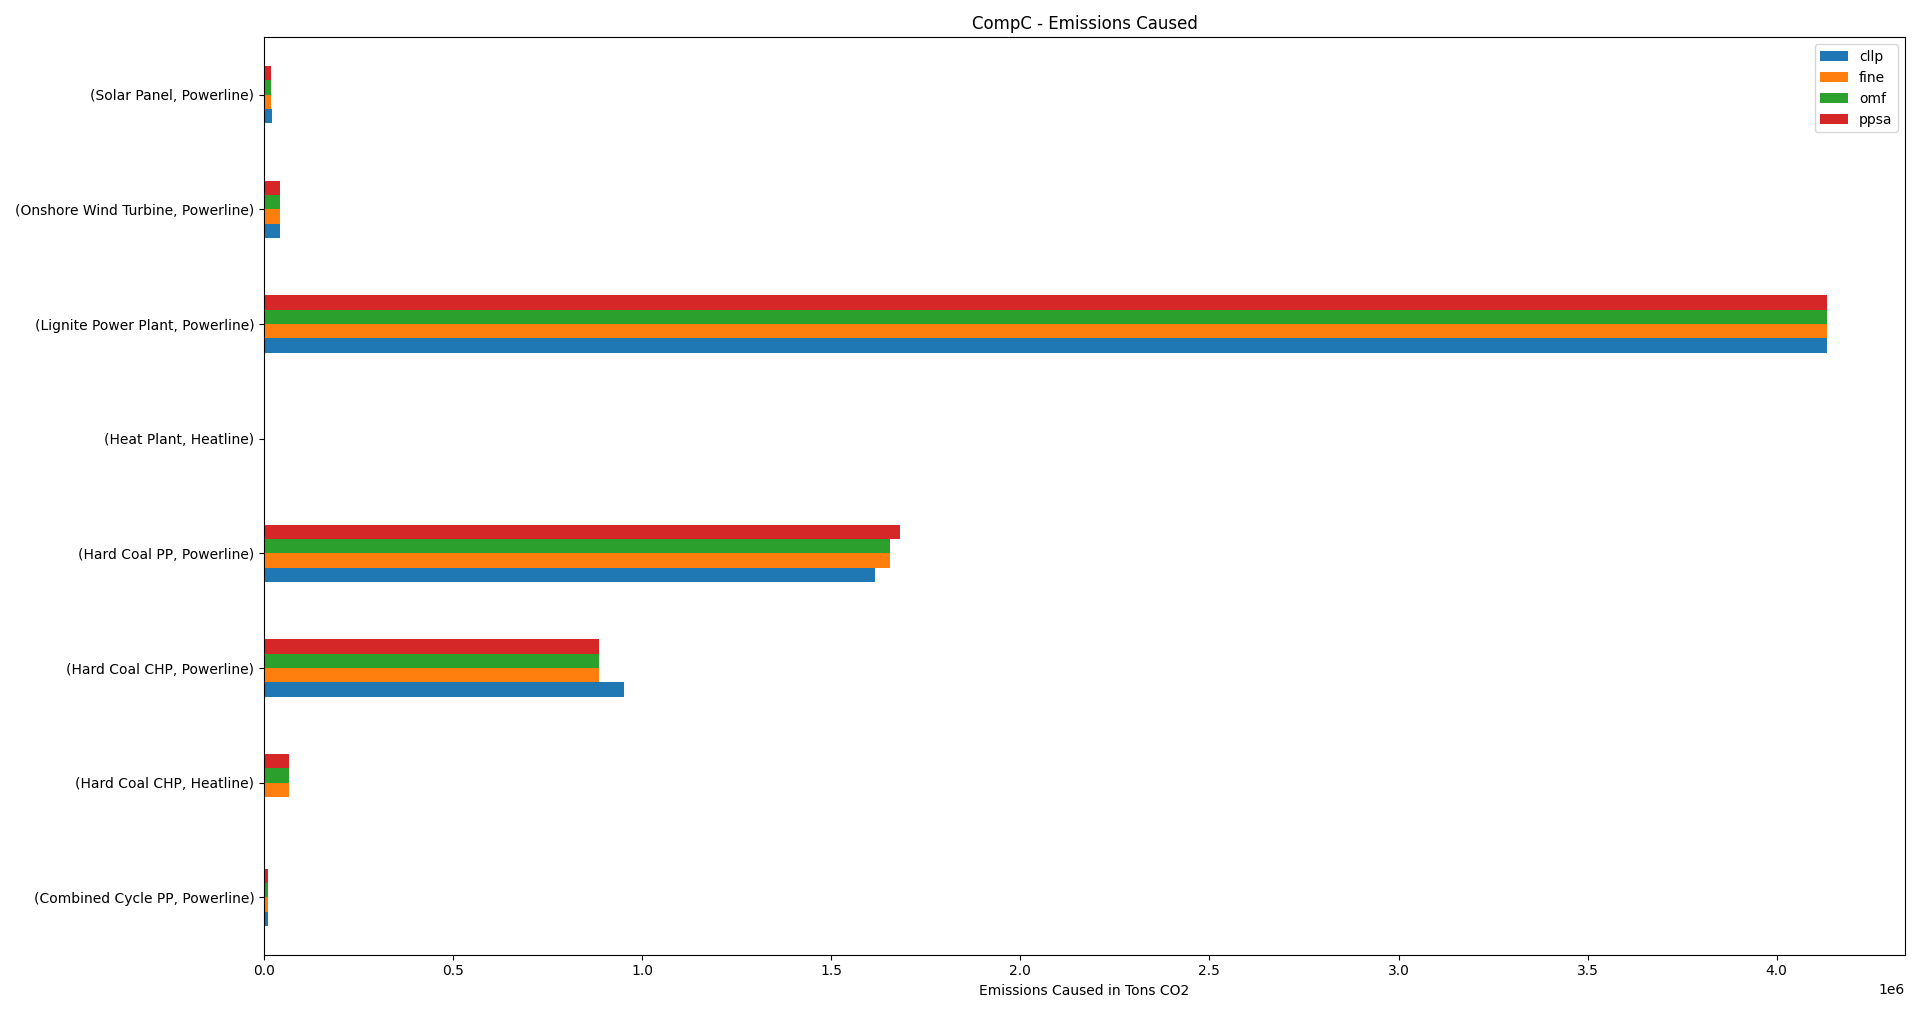 CompC - Emissions Caused
cllp
fine
omf
ppsa
(Solar Panel, Powerline)
(Onshore Wind Turbine, Powerline)
(Lignite Power Plant, Powerline)
(Heat Plant, Heatline)
(Hard Coal PP, Powerline)
(Hard Coal CHP, Powerline)
(Hard Coal CHP, Heatline)
(Combined Cycle PP, Powerline)
0.0 0.5 1.0 1.5 2.0 2.5 3.0 3.5 4.0
Emissions Caused in Tons CO2
1e6